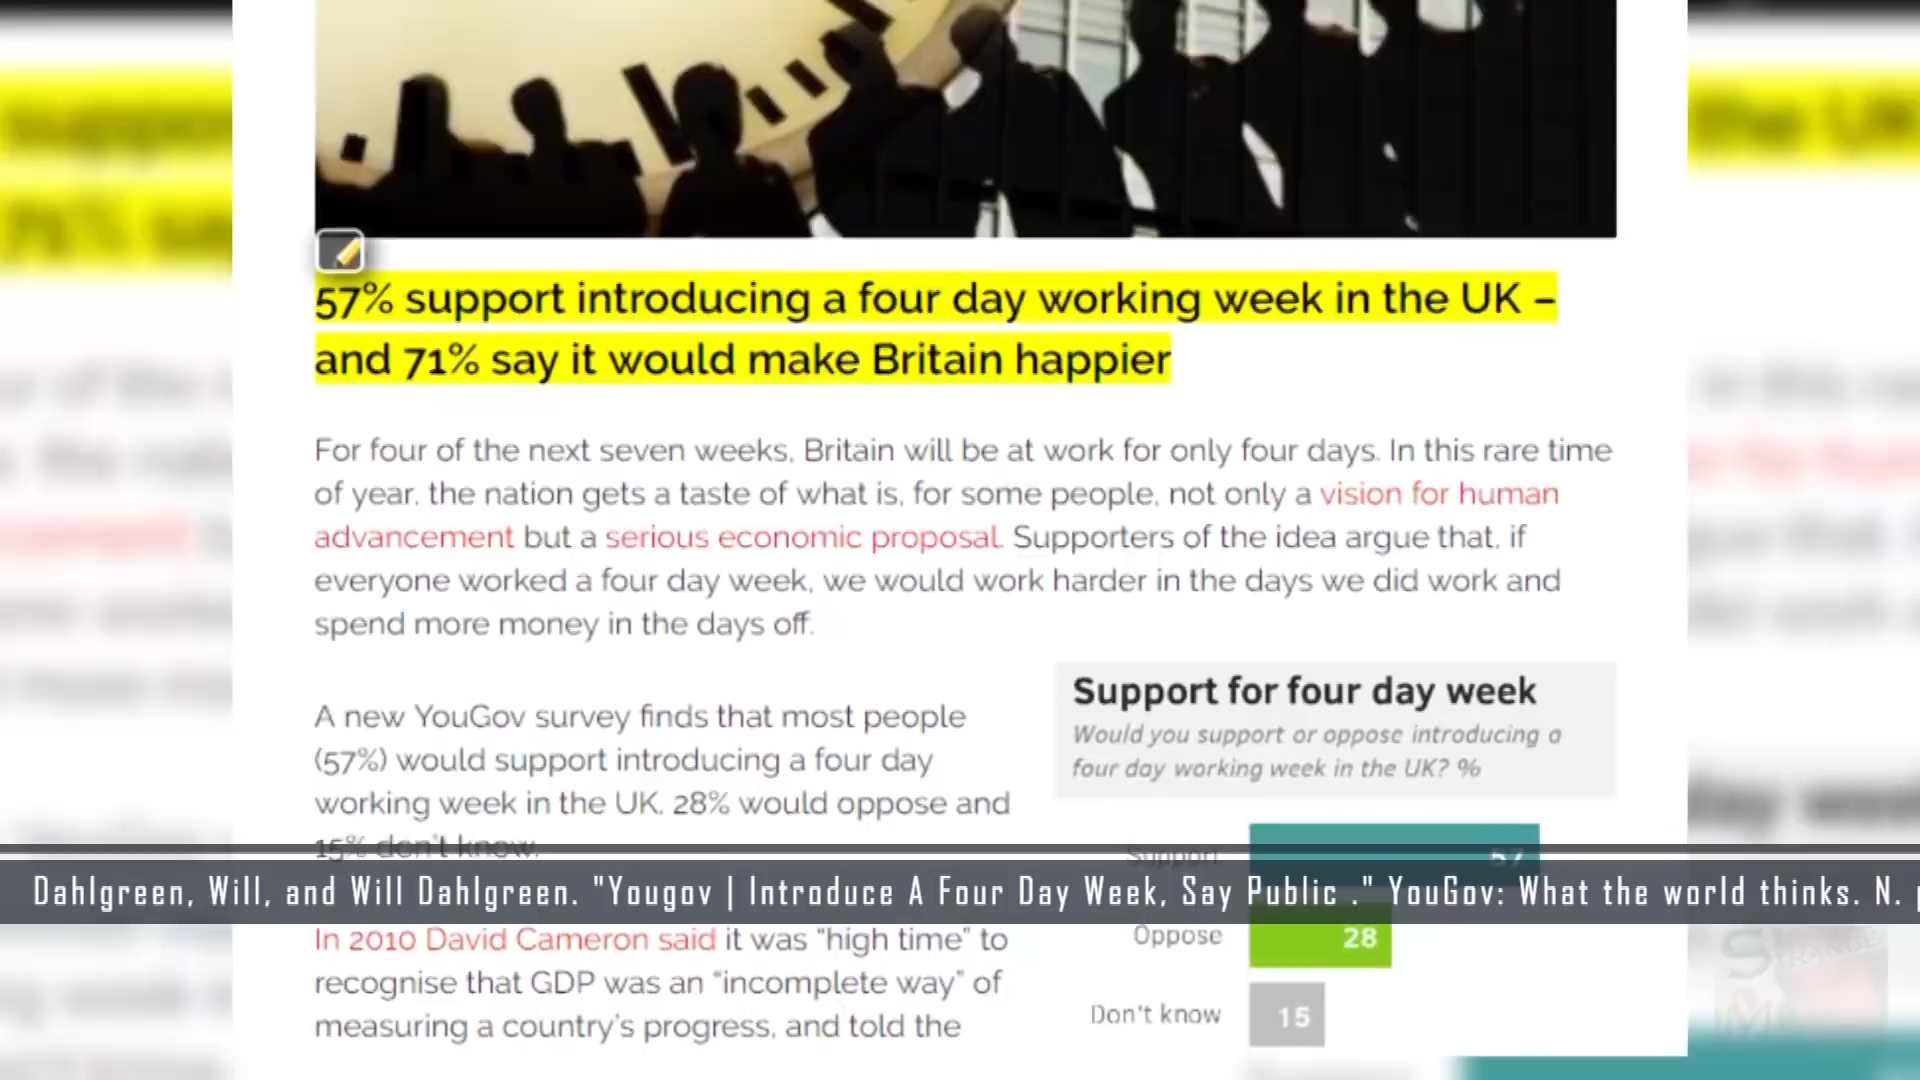 57% support introducing a four day working week in the UK –
and 71% say it would make Britain happier
For four of the next seven weeks, Britain will be at work for only four days. In this rare time
of year, the nation gets a taste of what is, for some people, not only a vision for human
advancement but a serious economic proposal. Supporters of the idea argue that, if
everyone worked a four day week, we would work harder in the days we did work and
spend more money in the days off.
A new YouGov survey finds that most people
(57%) would support introducing a four day
working week in the UK. 28% would oppose and
15% don't know.
In 2010 David Cameron said it was “high time” to
recognise that GDP was an “incomplete way” of
measuring a country's progress, and told the
Support for four day week
Would you support or oppose introducing a
four day working week in the UK? %
Support 57
Oppose 28
Don't know 15
Dahlgreen, Will, and Will Dahlgreen. "Yougov | Introduce A Four Day Week, Say Public ." YouGov: What the world thinks. N.